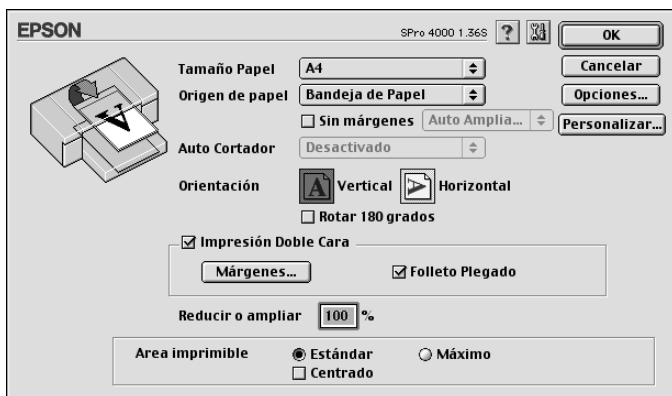 EPSON SPro 4000 1.36S ? OK
Tamaño Papel A4 Cancelar
Origen de papel Bandeja de Papel Opciones...
Sin márgenes Auto Amplia... Personalizar...
Auto Cortador Desactivado
Orientación A Vertical A Horizontal
Rotar 180 grados
Impresión Doble Cara
Márgenes... Folleto Plegado
Reducir o ampliar 100 %
Area imprimible Estándar Máximo
Centrado